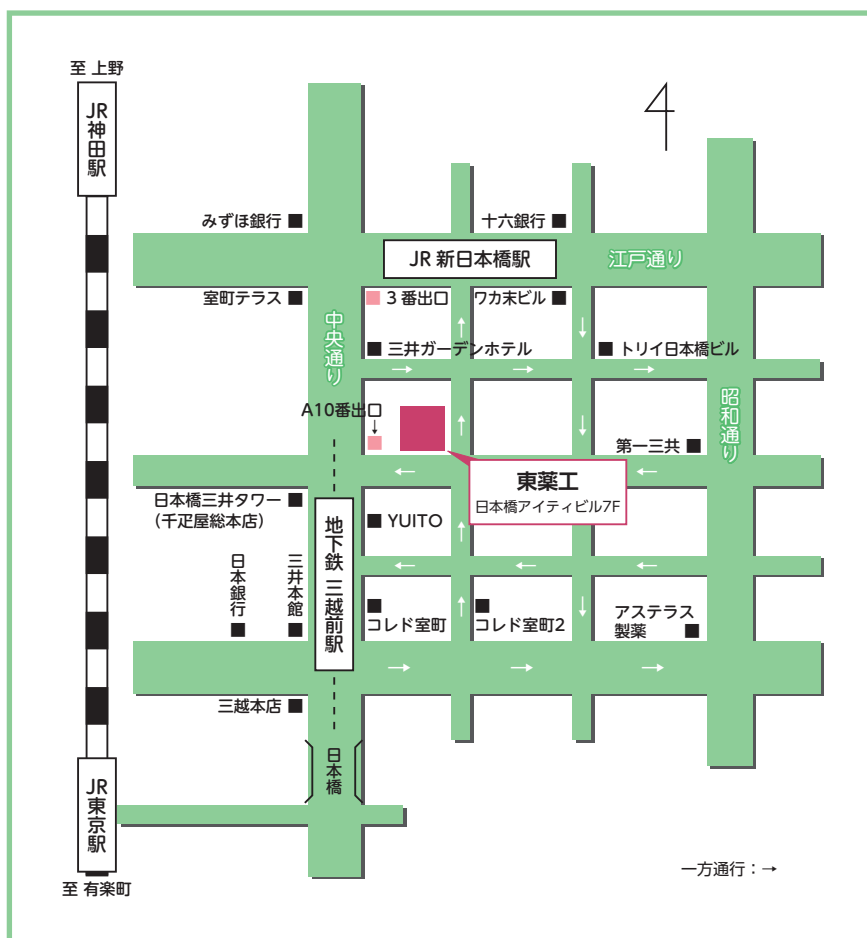 至 上野
JR神田駅
みずほ銀行
十六銀行
JR 新日本橋駅
江戸通り
室町テラス
3番出口
ワカ末ビル
中央通り
三井ガーデンホテル
トリイ日本橋ビル
昭和通り
A10番出口
第一三共
東薬工
日本橋アイティビル7F
日本橋三井タワー
(千疋屋総本店)
YUITO
地下鉄 三越前駅
日本銀行
三井本館
コレド室町
コレド室町2
アステラス
製薬
三越本店
日本橋
JR東京駅
至 有楽町
一方通行：→